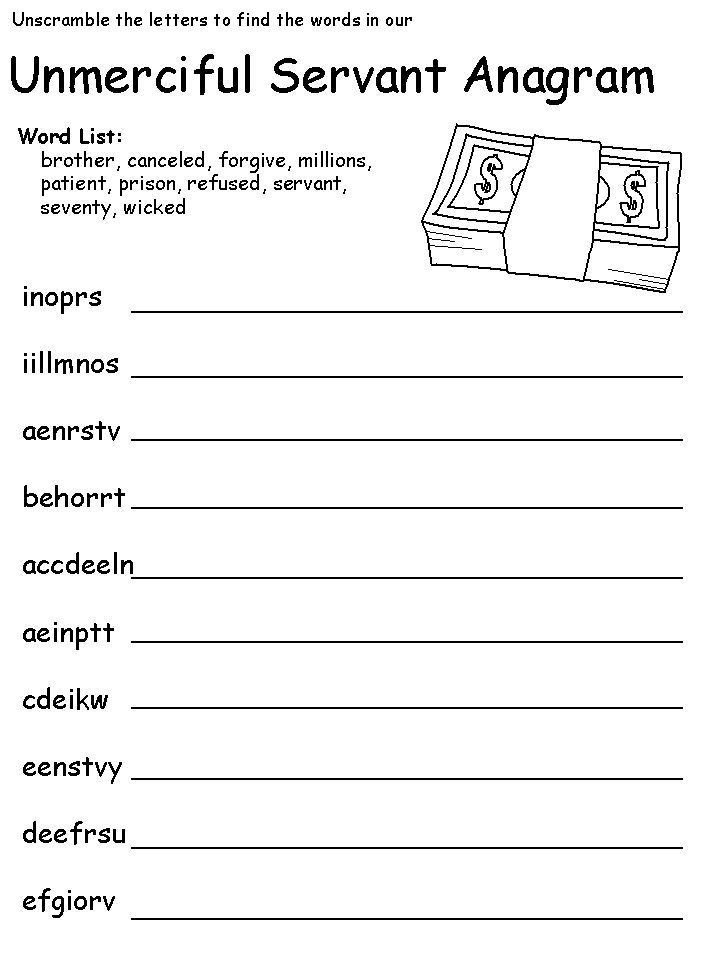 Unscramble the letters to find the words in our
Unmerciful Servant Anagram
Word List:
brother, canceled, forgive, millions,
patient, prison, refused, servant,
seventy, wicked
$ $
inoprs
iillmnos
aenrstv
behorrt
accdeeln
aeinptt
cdeikw
eenstvy
deefrsu
efgiorv